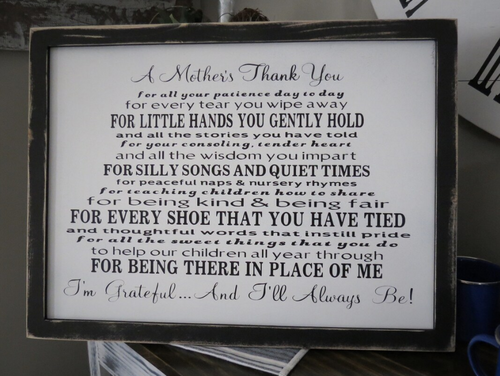 A Mother's Thank You
for all your patience day to day
for every tear you wipe away
FOR LITTLE HANDS YOU GENTLY HOLD
and all the stories you have told
for your consoling, tender heart
and all the wisdom you impart
FOR SILLY SONGS AND QUIET TIMES
for peaceful naps & nursery rhymes
for teaching children how to share
for being kind & being fair
FOR EVERY SHOE THAT YOU HAVE TIED
and thoughtful words that instill pride
for all the sweet things that you do
to help our children all year through
FOR BEING THERE IN PLACE OF ME
I'm Grateful...And I'll Always Be!